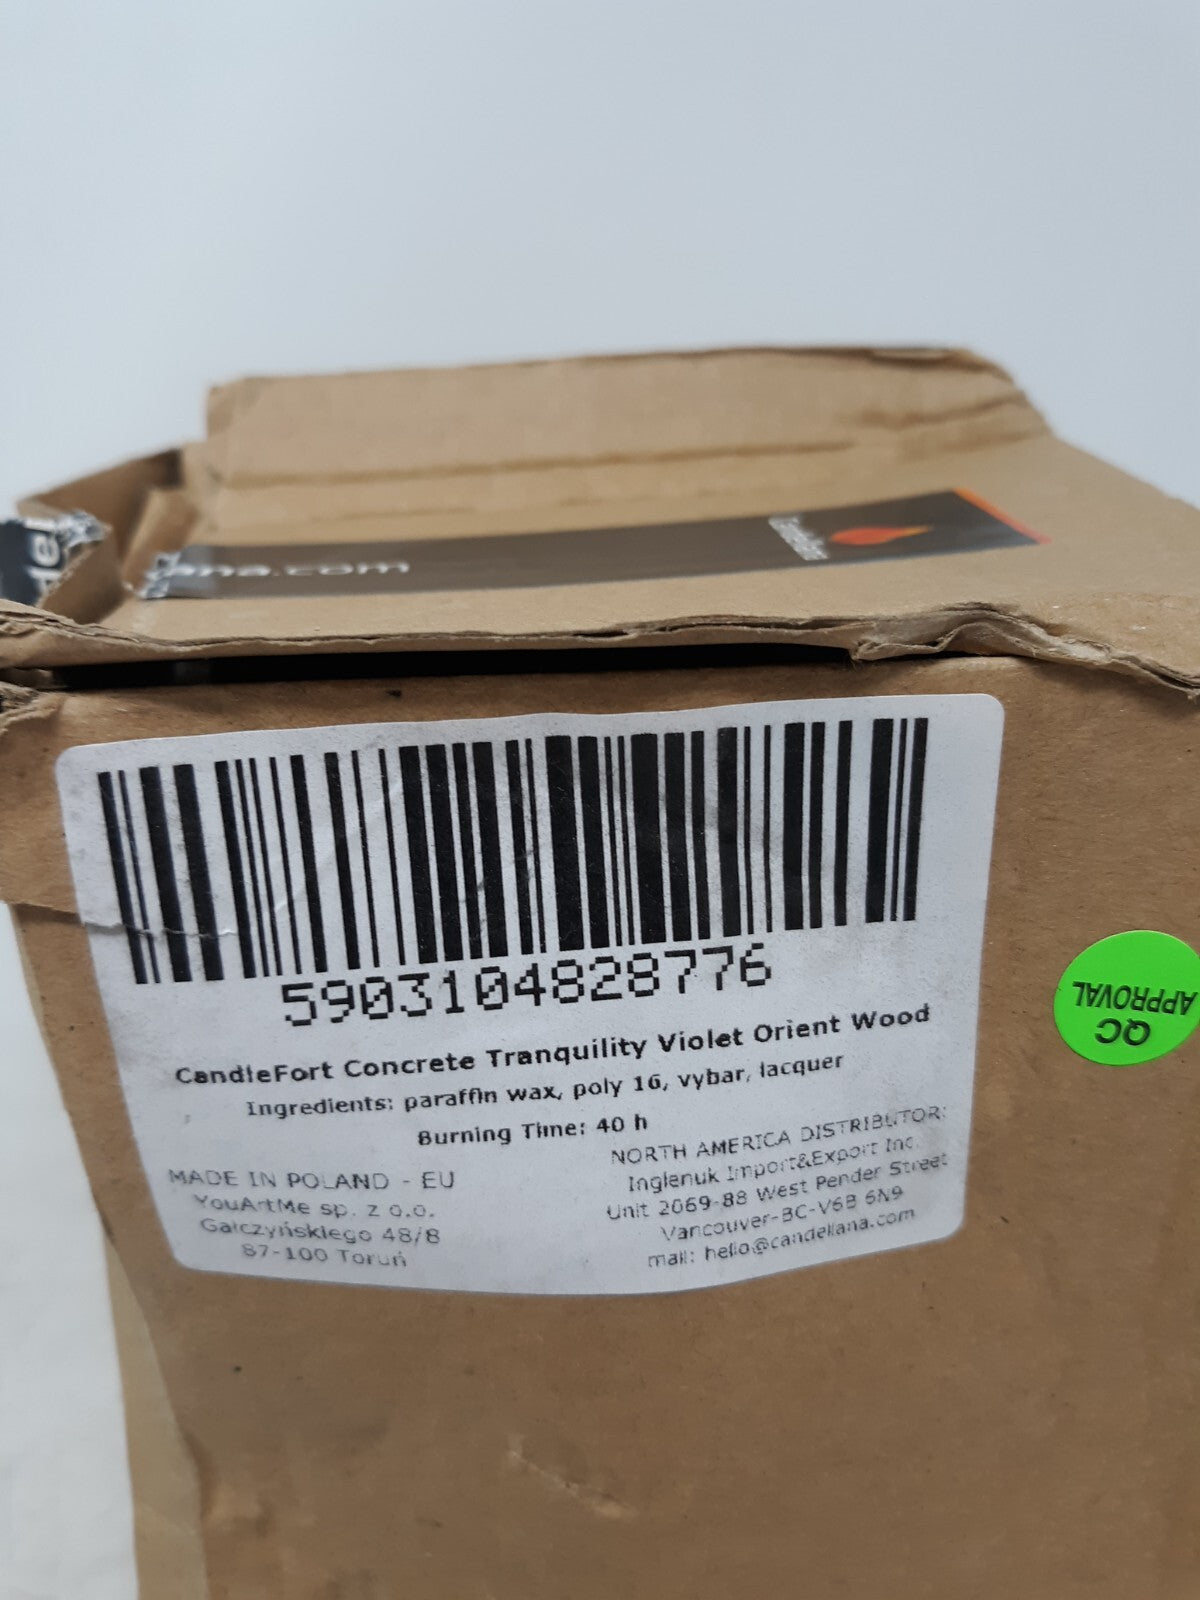 ana.com
5903104828776
CandleFort Concrete Tranquility Violet Orient Wood
Ingredients: paraffin wax, poly 16, vybar, lacquer
Burning Time: 40 h
MADE IN POLAND - EU
YouArtMe sp. z o.o.
Gałczyńskiego 48/8
87-100 Toruń
NORTH AMERICA DISTRIBUTOR:
Inglenuk Import&Export Inc.
Unit 2069-88 West Pender Street
Vancouver-BC-V6B 6N9
mail: hello@candellana.com
QC
APPROVAL